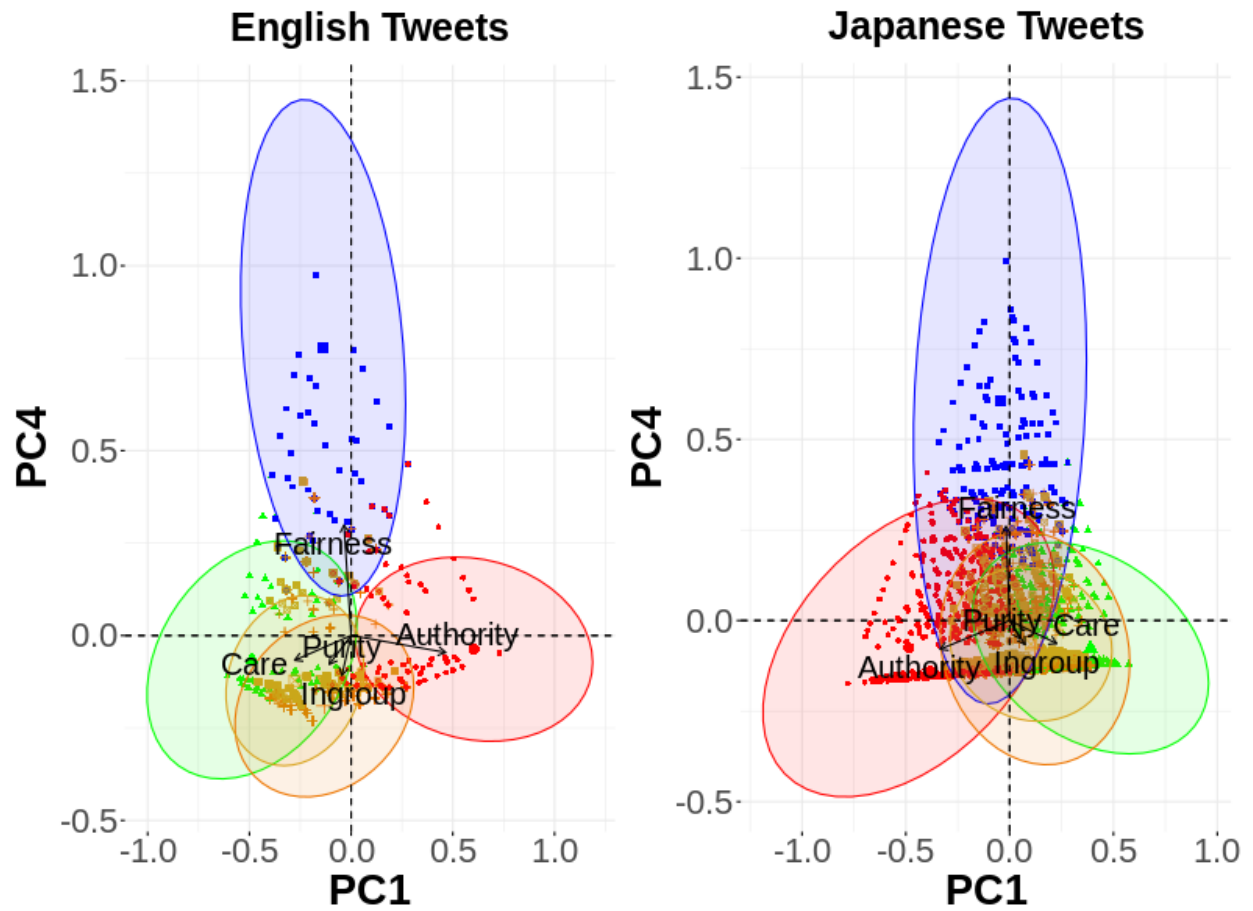 English Tweets
1.5
1.0
0.5
0.0
-0.5
PC4
Fairness
Authority
Purity
Care
Ingroup
-1.0 -0.5 0.0 0.5 1.0
PC1
Japanese Tweets
1.5
1.0
0.5
0.0
-0.5
PC4
Fairness
Purity
Care
Authority
Ingroup
-1.0 -0.5 0.0 0.5 1.0
PC1